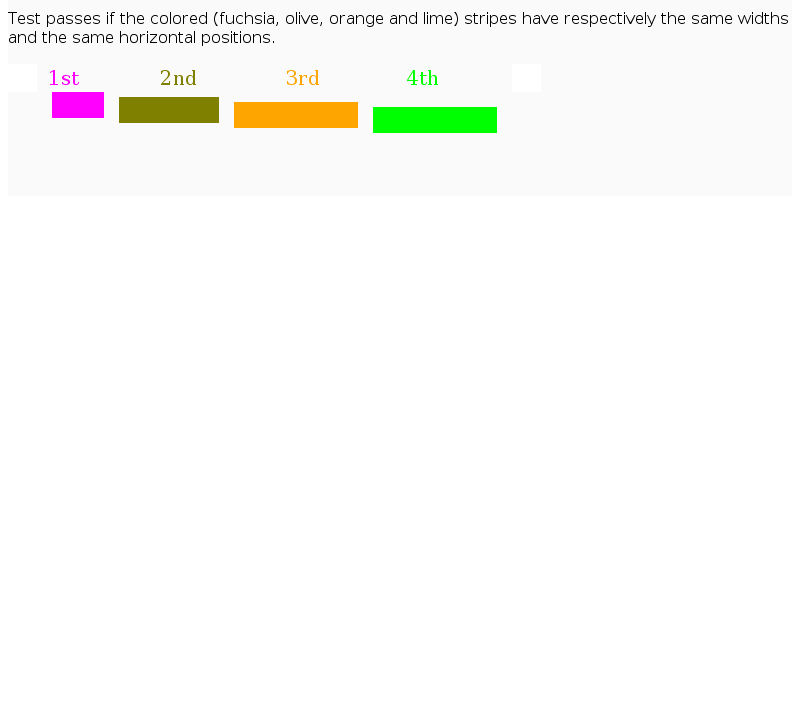 Test passes if the colored (fuchsia, olive, orange and lime) stripes have respectively the same widths
and the same horizontal positions.
1st 2nd 3rd 4th